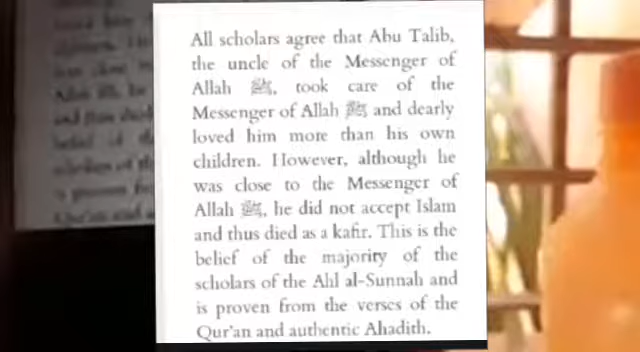 All scholars agree that Abu Talib,
the uncle of the Messenger of
Allah ﷺ, took care of the
Messenger of Allah ﷺ and dearly
loved him more than his own
children. However, although he
was close to the Messenger of
Allah ﷺ, he did not accept Islam
and thus died as a kafir. This is the
belief of the majority of the
scholars of the Ahl al-Sunnah and
is proven from the verses of the
Qur'an and authentic Ahadith.